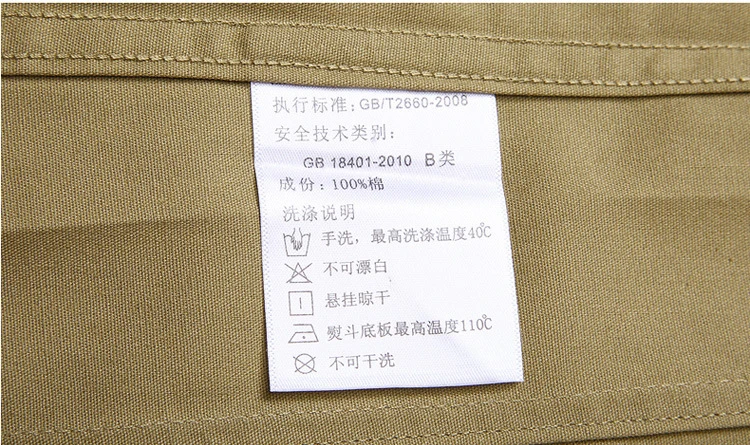 执行标准：GB/T2660-2008
安全技术类别：
GB 18401-2010 B类
成份：100%棉
洗涤说明
手洗，最高洗涤温度40℃
不可漂白
悬挂晾干
熨斗底板最高温度110℃
不可干洗